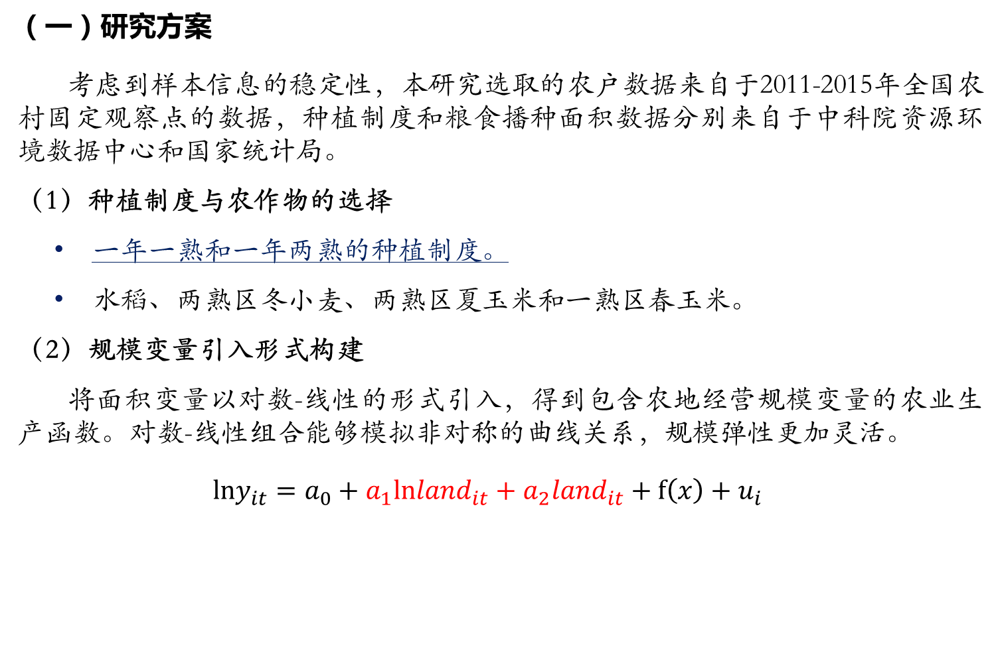 （一）研究方案
考虑到样本信息的稳定性，本研究选取的农户数据来自于2011-2015年全国农
村固定观察点的数据，种植制度和粮食播种面积数据分别来自于中科院资源环
境数据中心和国家统计局。
（1）种植制度与农作物的选择
• 一年一熟和一年两熟的种植制度。
• 水稻、两熟区冬小麦、两熟区夏玉米和一熟区春玉米。
（2）规模变量引入形式构建
将面积变量以对数-线性的形式引入，得到包含农地经营规模变量的农业生
产函数。对数-线性组合能够模拟非对称的曲线关系，规模弹性更加灵活。
lny_{it} = a_0 + a_1lnland_{it} + a_2land_{it} + f(x) + u_i